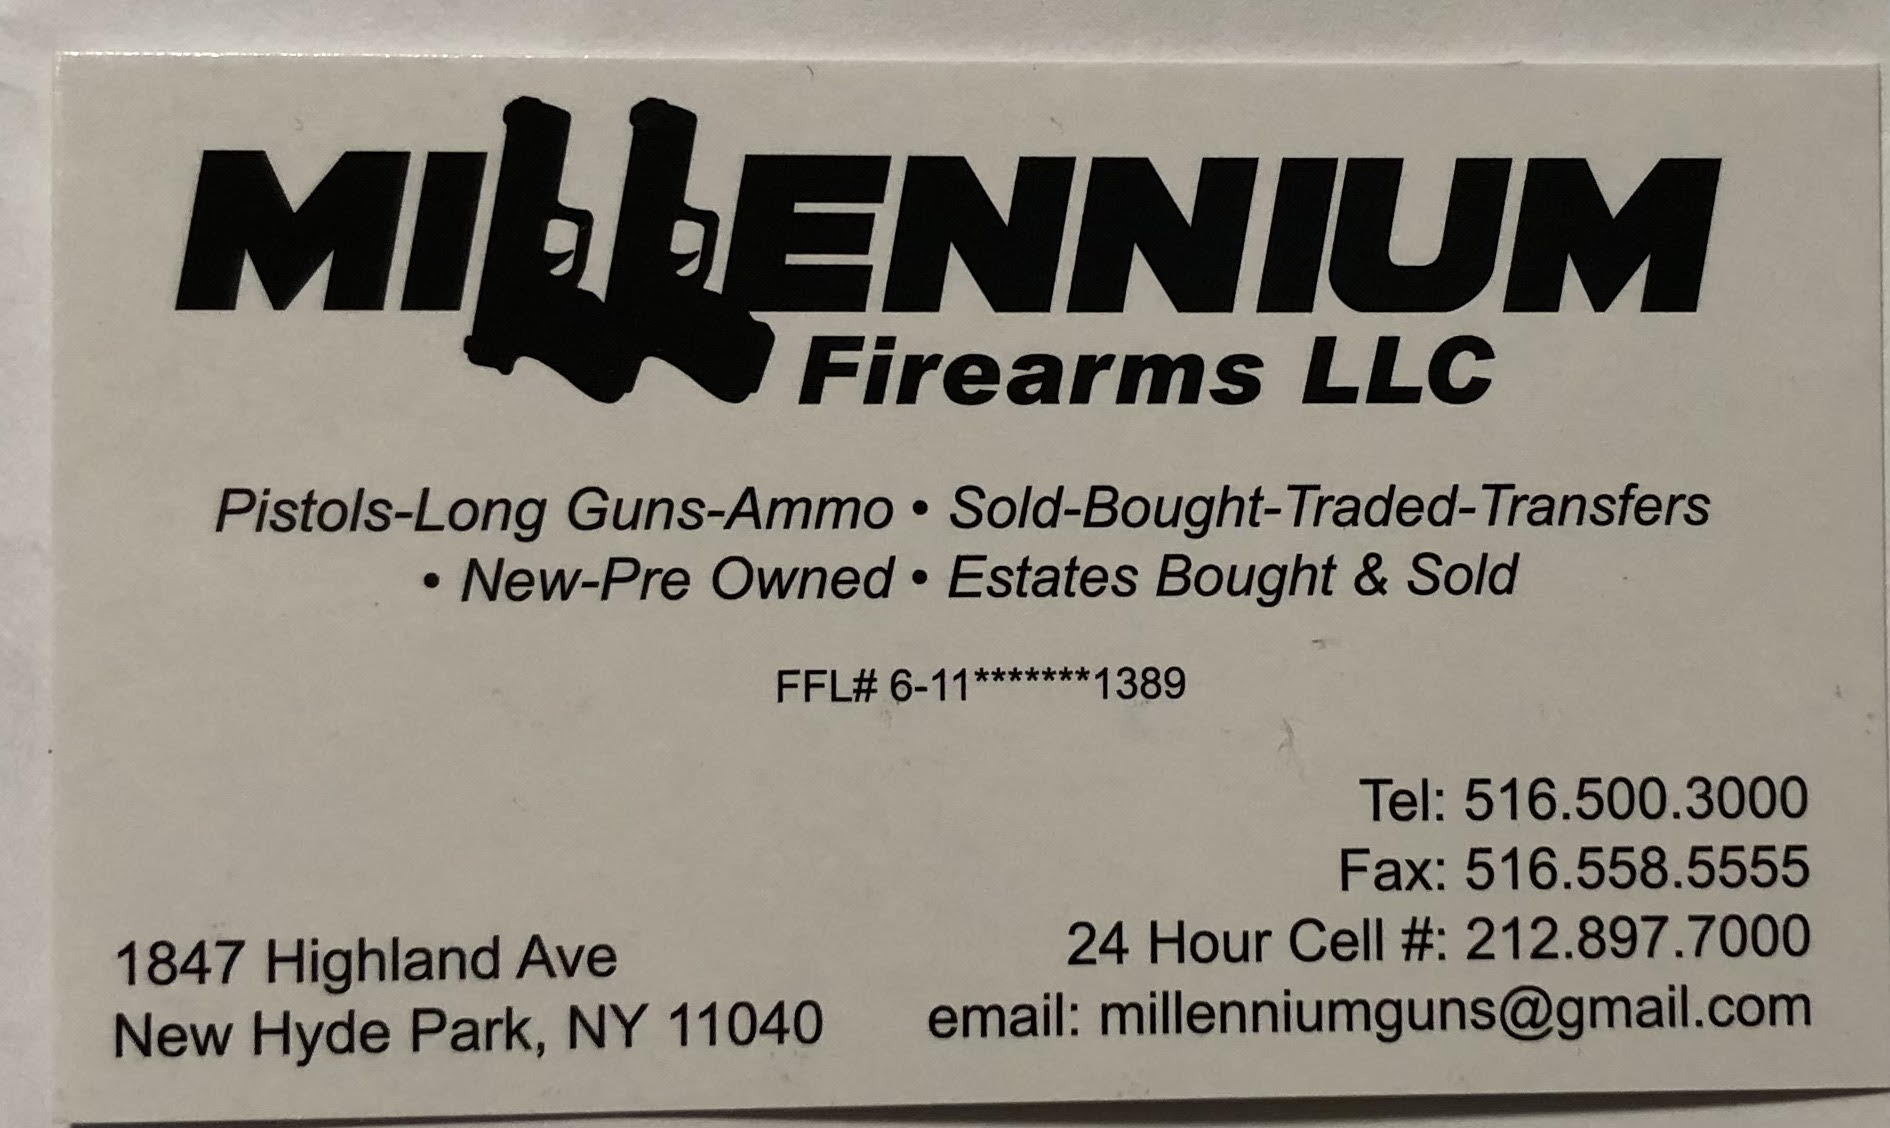 MILLENNIUM
Firearms LLC
Pistols-Long Guns-Ammo • Sold-Bought-Traded-Transfers
• New-Pre Owned • Estates Bought & Sold
FFL# 6-11*******1389
Tel: 516.500.3000
Fax: 516.558.5555
24 Hour Cell #: 212.897.7000
email: millenniumguns@gmail.com
1847 Highland Ave
New Hyde Park, NY 11040